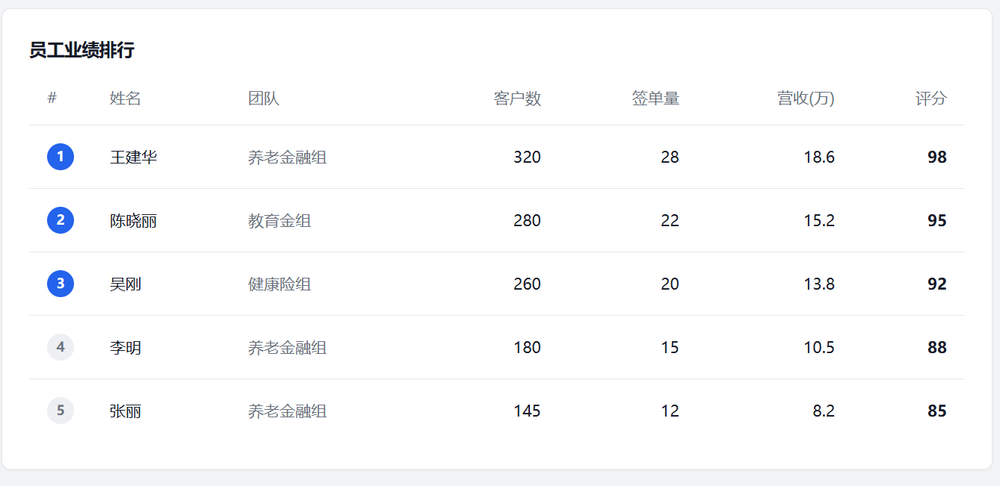 员工业绩排行
# 姓名 团队 客户数 签单量 营收(万) 评分
1 王建华 养老金融组 320 28 18.6 98
2 陈晓丽 教育金组 280 22 15.2 95
3 吴刚 健康险组 260 20 13.8 92
4 李明 养老金融组 180 15 10.5 88
5 张丽 养老金融组 145 12 8.2 85